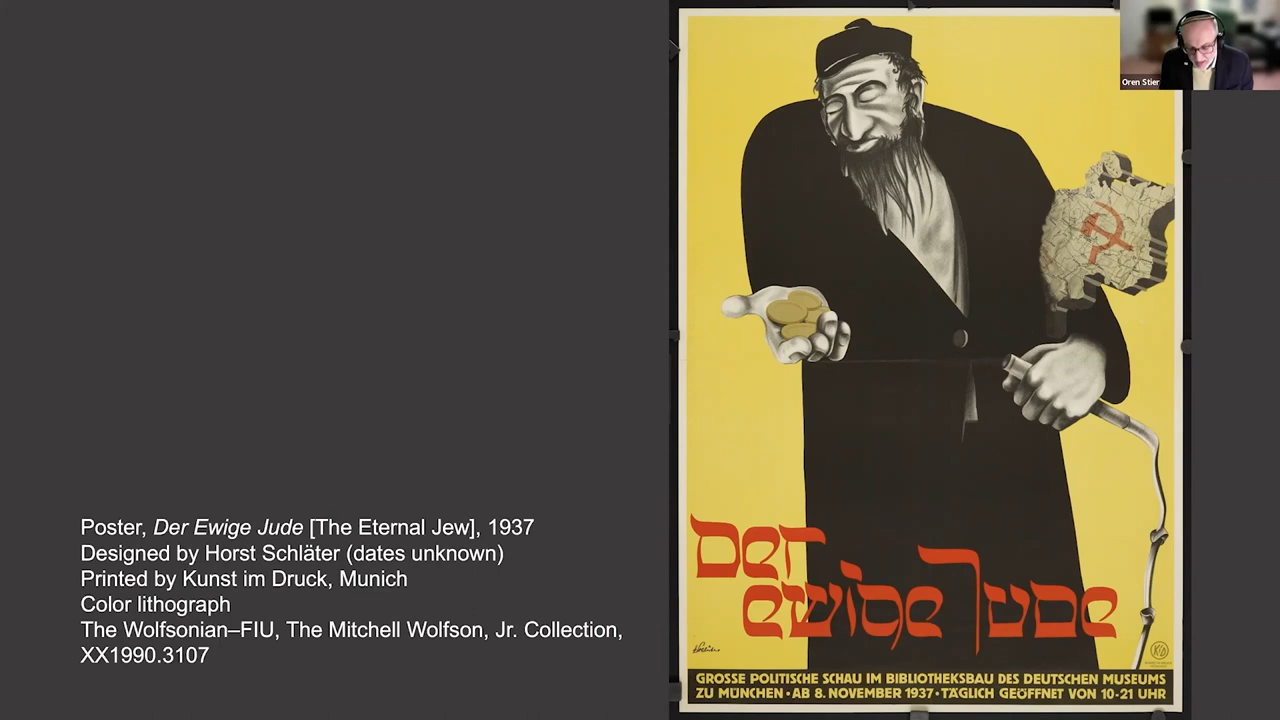 Oren Stier
Poster, Der Ewige Jude [The Eternal Jew], 1937
Designed by Horst Schläter (dates unknown)
Printed by Kunst im Druck, Munich
Color lithograph
The Wolfsonian–FIU, The Mitchell Wolfson, Jr. Collection,
XX1990.3107
Der
ewige Jude
GROSSE POLITISCHE SCHAU IM BIBLIOTHEKSBAU DES DEUTSCHEN MUSEUMS
ZU MÜNCHEN · AB 8. NOVEMBER 1937 · TÄGLICH GEÖFFNET VON 10-21 UHR